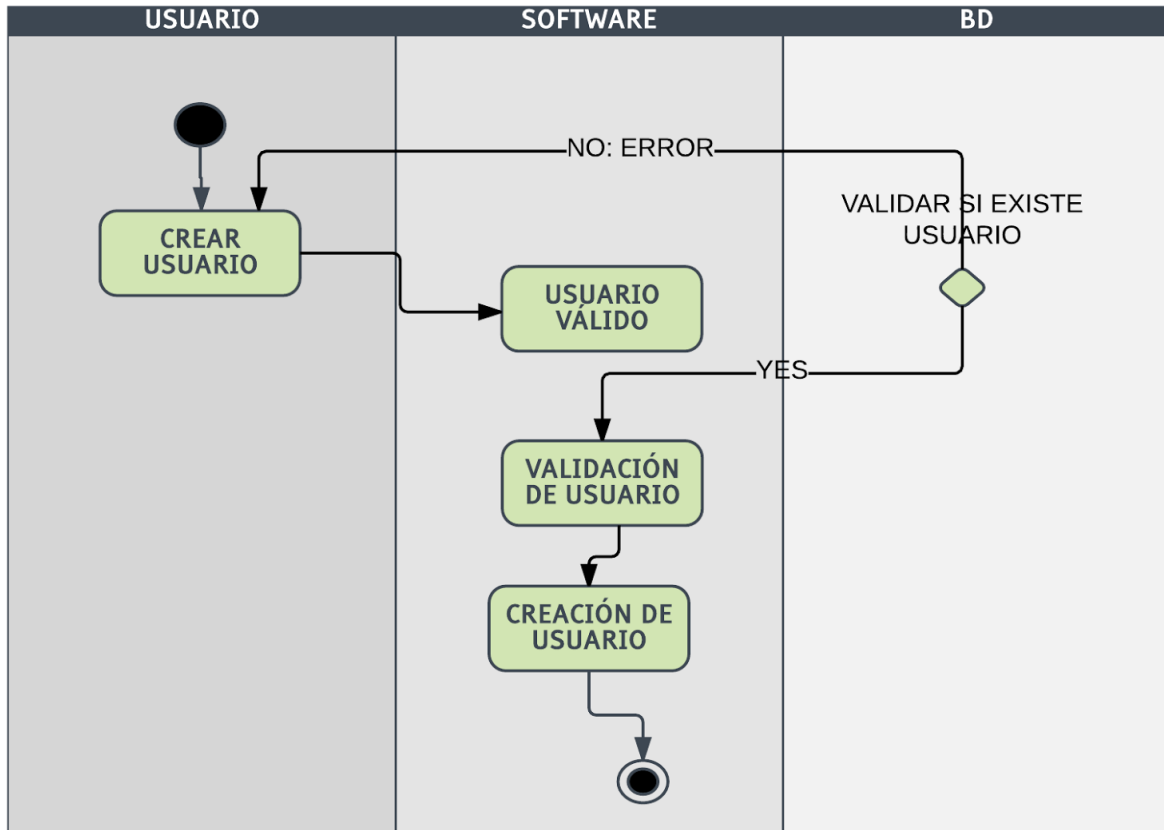 USUARIO
SOFTWARE
BD
NO: ERROR
VALIDAR SI EXISTE
USUARIO
CREAR
USUARIO
USUARIO
VÁLIDO
YES
VALIDACIÓN
DE USUARIO
CREACIÓN DE
USUARIO